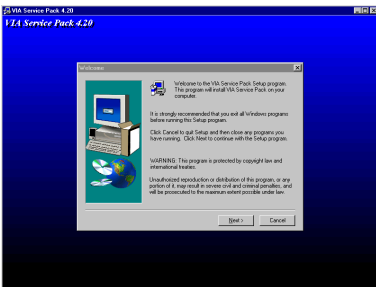 VIA Service Pack 4.20
VIA Service Pack 4.20
Welcome
Welcome to the VIA Service Pack Setup program.
This program will install VIA Service Pack on your
computer.
It is strongly recommended that you exit all Windows programs
before running this Setup program.
Click Cancel to quit Setup and then close any programs you
have running. Click Next to continue with the Setup program.
WARNING: This program is protected by copyright law and
international treaties.
Unauthorized reproduction or distribution of this program, or any
portion of it, may result in severe civil and criminal penalties, and
will be prosecuted to the maximum extent possible under law.
Next >
Cancel